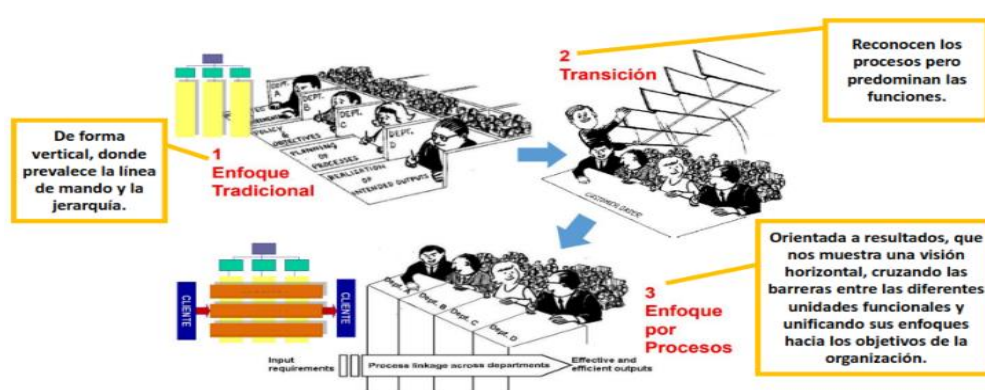 De forma
vertical, donde
prevalece la línea
de mando y la
jerarquía.
1
Enfoque
Tradicional
DEPT.
A
DEPT.
B
DEPT.
C
DEPT.
D
POLICY
&
OBJECTIVES
PLANNING
OF
PROCESSES
REALIZATION
OF
INTENDED OUTPUTS
2
Transición
Reconocen los
procesos pero
predominan las
funciones.
CUSTOMER
CLIENTE
CLIENTE
Dept. A
Dept. B
Dept. C
Dept. D
Input
requirements
Process linkage across departments
Effective and
efficient outputs
3
Enfoque
por
Procesos
Orientada a resultados, que
nos muestra una visión
horizontal, cruzando las
barreras entre las diferentes
unidades funcionales y
unificando sus enfoques
hacia los objetivos de la
organización.